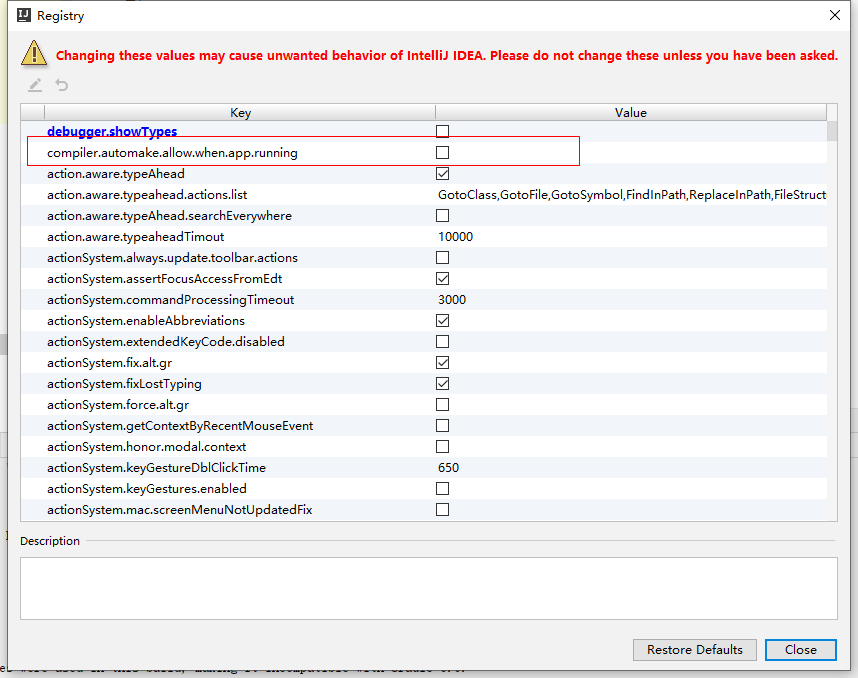 IJ Registry
Changing these values may cause unwanted behavior of IntelliJ IDEA. Please do not change these unless you have been asked.
Key Value
debugger.showTypes
compiler.automake.allow.when.app.running
action.aware.typeAhead
action.aware.typeahead.actions.list GotoClass,GotoFile,GotoSymbol,FindInPath,ReplaceInPath,FileStruct
action.aware.typeAhead.searchEverywhere
action.aware.typeaheadTimout 10000
actionSystem.always.update.toolbar.actions
actionSystem.assertFocusAccessFromEdt
actionSystem.commandProcessingTimeout 3000
actionSystem.enableAbbreviations
actionSystem.extendedKeyCode.disabled
actionSystem.fix.alt.gr
actionSystem.fixLostTyping
actionSystem.force.alt.gr
actionSystem.getContextByRecentMouseEvent
actionSystem.honor.modal.context
actionSystem.keyGestureDblClickTime 650
actionSystem.keyGestures.enabled
actionSystem.mac.screenMenuNotUpdatedFix
Description
Restore Defaults Close